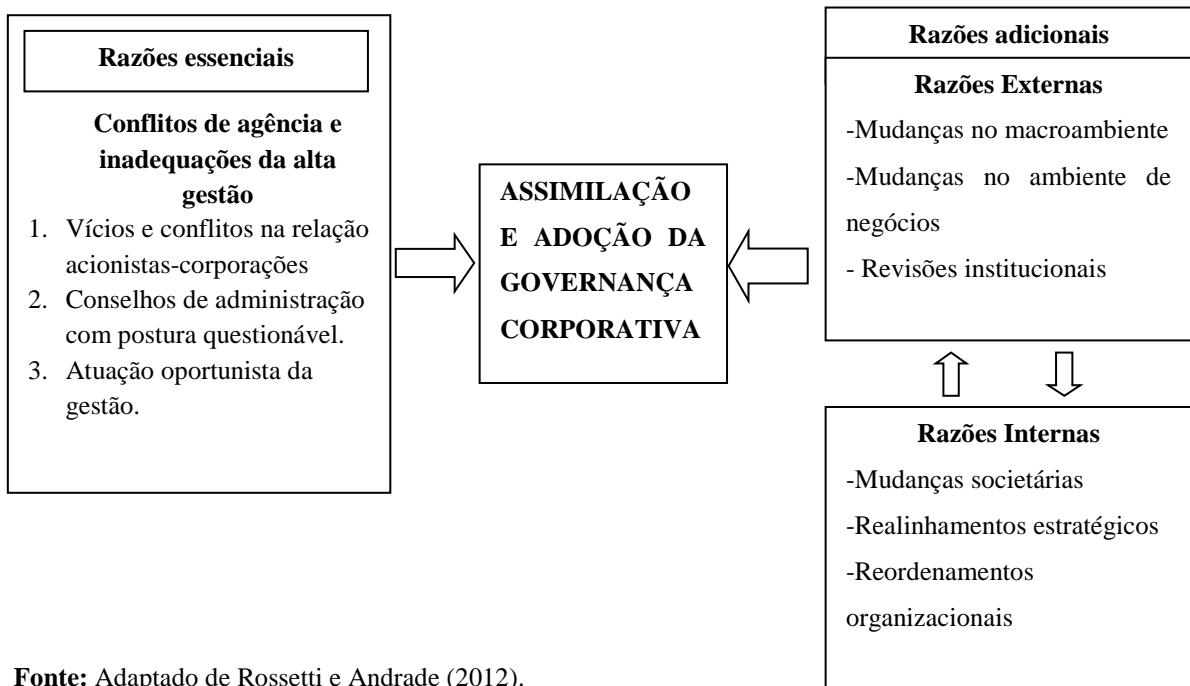 Razões essenciais
Conflitos de agência e
inadequações da alta
gestão
1. Vícios e conflitos na relação
acionistas-corporações
2. Conselhos de administração
com postura questionável.
3. Atuação oportunista da
gestão.
ASSIMILAÇÃO
E ADOÇÃO DA
GOVERNANÇA
CORPORATIVA
Razões adicionais
Razões Externas
-Mudanças no macroambiente
-Mudanças no ambiente de
negócios
- Revisões institucionais
Razões Internas
-Mudanças societárias
-Realinhamentos estratégicos
-Reordenamentos
organizacionais
Fonte: Adaptado de Rossetti e Andrade (2012).